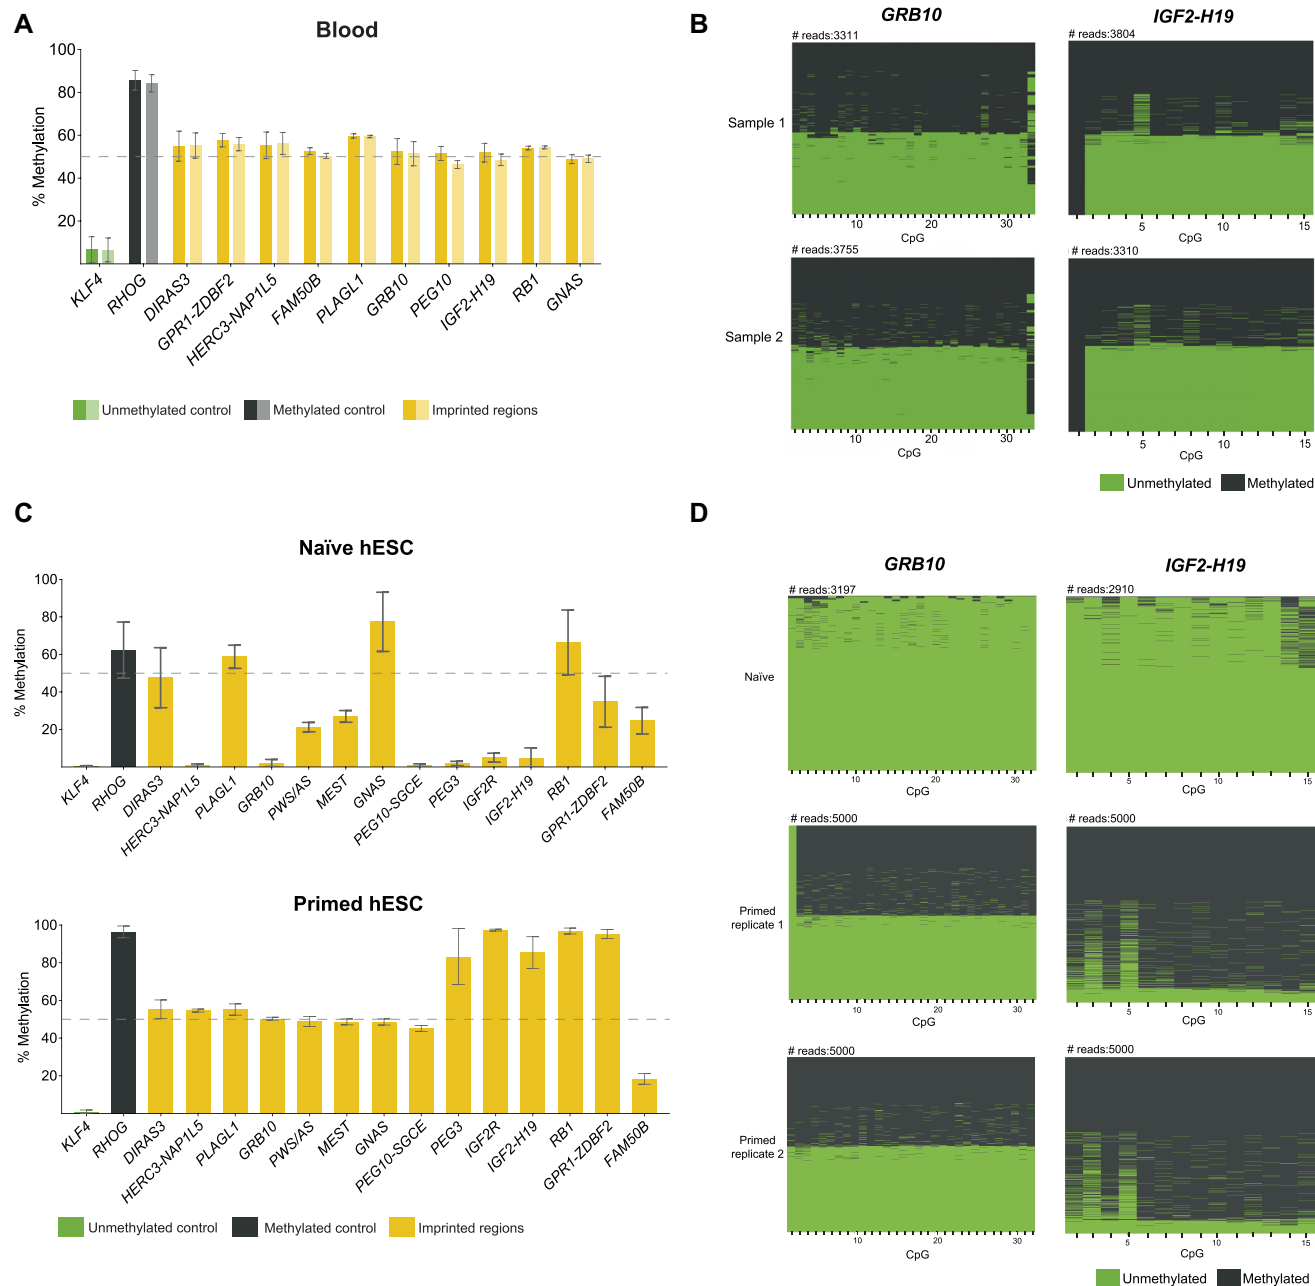 A
Blood
% Methylation
100
80
60
40
20
KLF4
RHOG
DIRAS3
GPR1-ZDBF2
HERC3-NAP1L5
FAM50B
PLAGL1
GRB10
PEG10
IGF2-H19
RB1
GNAS
Unmethylated control
Methylated control
Imprinted regions
B
GRB10
IGF2-H19
# reads:3311
# reads:3804
Sample 1
10
20
30
CpG
5
10
15
CpG
# reads:3755
# reads:3310
Sample 2
10
20
30
CpG
5
10
15
CpG
Unmethylated
Methylated
C
Naïve hESC
% Methylation
100
80
60
40
20
KLF4
RHOG
DIRAS3
HERC3-NAP1L5
PLAGL1
GRB10
PWS/AS
MEST
GNAS
PEG10-SGCE
PEG3
IGF2R
IGF2-H19
RB1
GPR1-ZDBF2
FAM50B
Primed hESC
% Methylation
100
80
60
40
20
KLF4
RHOG
DIRAS3
HERC3-NAP1L5
PLAGL1
GRB10
PWS/AS
MEST
GNAS
PEG10-SGCE
PEG3
IGF2R
IGF2-H19
RB1
GPR1-ZDBF2
FAM50B
Unmethylated control
Methylated control
Imprinted regions
D
GRB10
IGF2-H19
# reads:3197
# reads:2910
Naïve
10
20
30
CpG
5
10
15
CpG
# reads:5000
# reads:5000
Primed
replicate 1
10
20
30
CpG
5
10
15
CpG
# reads:5000
# reads:5000
Primed
replicate 2
10
20
30
CpG
5
10
15
CpG
Unmethylated
Methylated